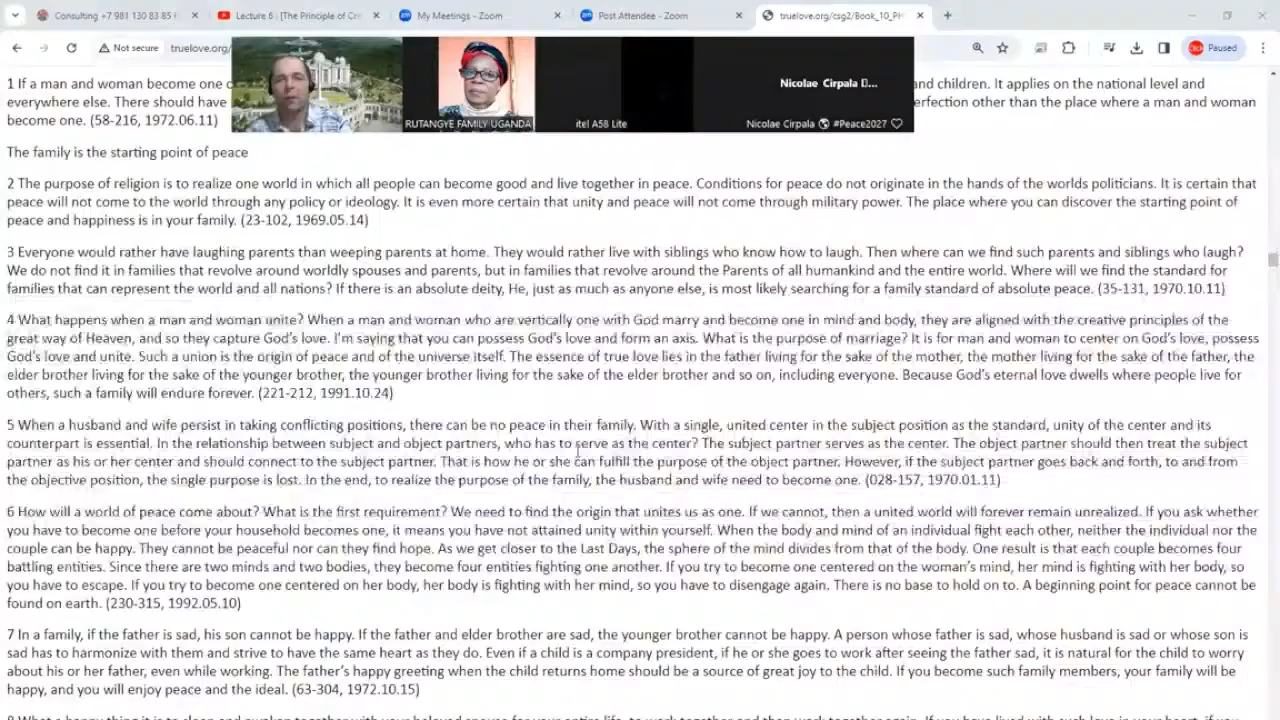 Consulting +7 981 130 83 85
Lecture 6 | [The Principle of Cre
My Meetings - Zoom
Post Attendee - Zoom
truelove.org/csg2/Book_10_PH
Not secure
truelove.org/
Paused
Nicolae Cirpala
RUTANGYE FAMILY UGANDA
itel A58 Lite
Nicolae Cirpala 🌎 #Peace2027 ♡
1 If a man and woman become one and children. It applies on the national level and
everywhere else. There should have erfection other than the place where a man and woman
become one. (58-216, 1972.06.11)
The family is the starting point of peace
2 The purpose of religion is to realize one world in which all people can become good and live together in peace. Conditions for peace do not originate in the hands of the worlds politicians. It is certain that
peace will not come to the world through any policy or ideology. It is even more certain that unity and peace will not come through military power. The place where you can discover the starting point of
peace and happiness is in your family. (23-102, 1969.05.14)
3 Everyone would rather have laughing parents than weeping parents at home. They would rather live with siblings who know how to laugh. Then where can we find such parents and siblings who laugh?
We do not find it in families that revolve around worldly spouses and parents, but in families that revolve around the Parents of all humankind and the entire world. Where will we find the standard for
families that can represent the world and all nations? If there is an absolute deity, He, just as much as anyone else, is most likely searching for a family standard of absolute peace. (35-131, 1970.10.11)
4 What happens when a man and woman unite? When a man and woman who are vertically one with God marry and become one in mind and body, they are aligned with the creative principles of the
great way of Heaven, and so they capture God's love. I'm saying that you can possess God's love and form an axis. What is the purpose of marriage? It is for man and woman to center on God's love, possess
God's love and unite. Such a union is the origin of peace and of the universe itself. The essence of true love lies in the father living for the sake of the mother, the mother living for the sake of the father, the
elder brother living for the sake of the younger brother, the younger brother living for the sake of the elder brother and so on, including everyone. Because God's eternal love dwells where people live for
others, such a family will endure forever. (221-212, 1991.10.24)
5 When a husband and wife persist in taking conflicting positions, there can be no peace in their family. With a single, united center in the subject position as the standard, unity of the center and its
counterpart is essential. In the relationship between subject and object partners, who has to serve as the center? The subject partner serves as the center. The object partner should then treat the subject
partner as his or her center and should connect to the subject partner. That is how he or she can fulfill the purpose of the object partner. However, if the subject partner goes back and forth, to and from
the objective position, the single purpose is lost. In the end, to realize the purpose of the family, the husband and wife need to become one. (028-157, 1970.01.11)
6 How will a world of peace come about? What is the first requirement? We need to find the origin that unites us as one. If we cannot, then a united world will forever remain unrealized. If you ask whether
you have to become one before your household becomes one, it means you have not attained unity within yourself. When the body and mind of an individual fight each other, neither the individual nor the
couple can be happy. They cannot be peaceful nor can they find hope. As we get closer to the Last Days, the sphere of the mind divides from that of the body. One result is that each couple becomes four
battling entities. Since there are two minds and two bodies, they become four entities fighting one another. If you try to become one centered on the woman's mind, her mind is fighting with her body, so
you have to escape. If you try to become one centered on her body, her body is fighting with her mind, so you have to disengage again. There is no base to hold on to. A beginning point for peace cannot be
found on earth. (230-315, 1992.05.10)
7 In a family, if the father is sad, his son cannot be happy. If the father and elder brother are sad, the younger brother cannot be happy. A person whose father is sad, whose husband is sad or whose son is
sad has to harmonize with them and strive to have the same heart as they do. Even if a child is a company president, if he or she goes to work after seeing the father sad, it is natural for the child to worry
about his or her father, even while working. The father's happy greeting when the child returns home should be a source of great joy to the child. If you become such family members, your family will be
happy, and you will enjoy peace and the ideal. (63-304, 1972.10.15)